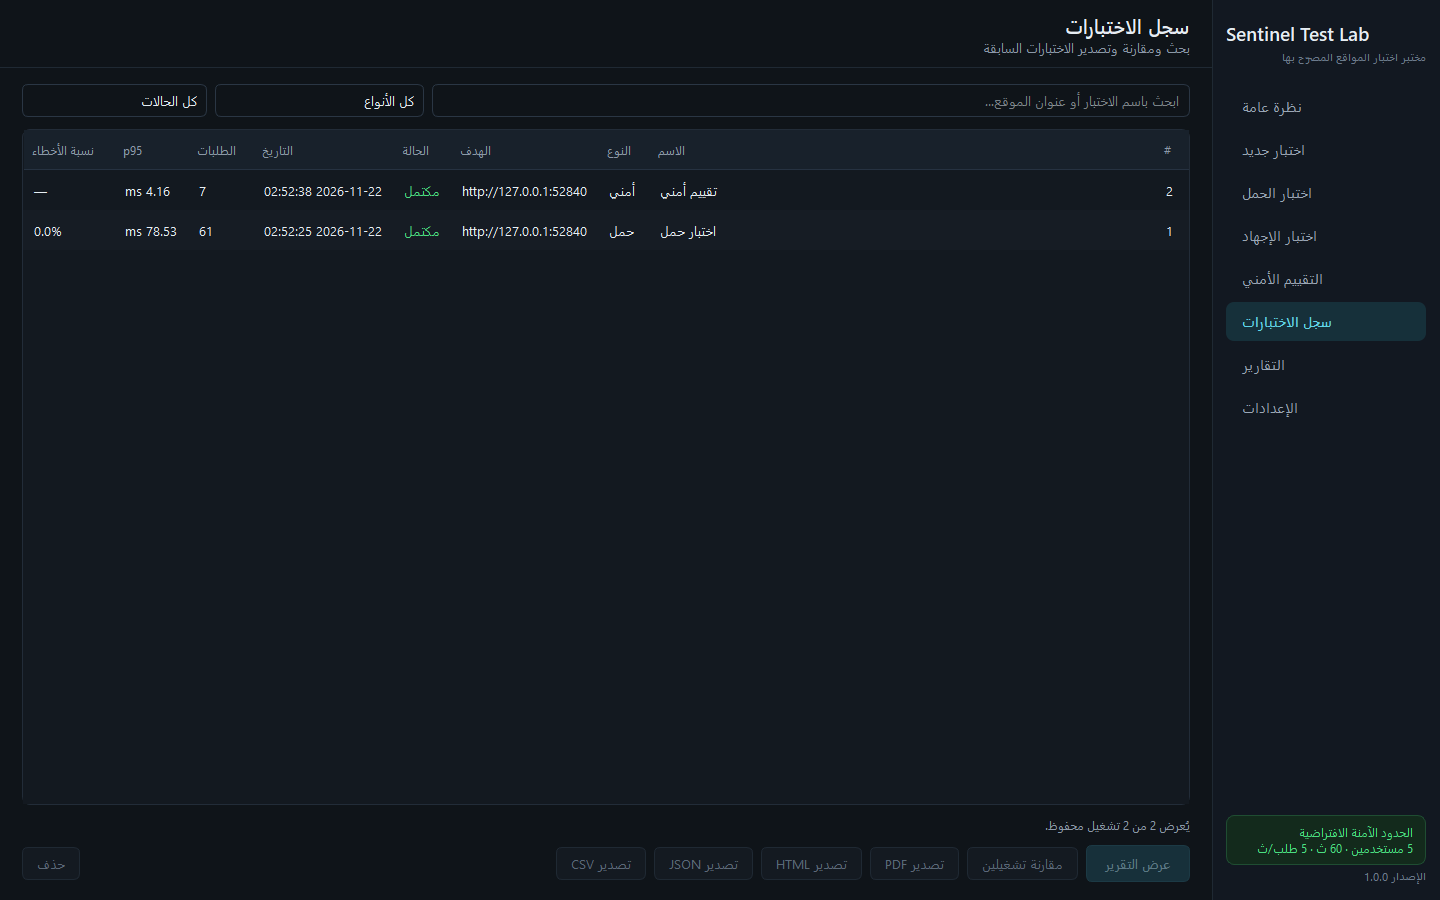 Sentinel Test Lab
مختبر اختبار المواقع المصرح بها
نظرة عامة
اختبار جديد
اختبار الحمل
اختبار الإجهاد
التقييم الأمني
سجل الاختبارات
التقارير
الإعدادات
الحدود الآمنة الافتراضية
5 مستخدمين · 60 ث · 5 طلب/ث
الإصدار 1.0.0
سجل الاختبارات
بحث ومقارنة وتصدير الاختبارات السابقة
ابحث باسم الاختبار أو عنوان الموقع...
كل الأنواع
كل الحالات
# الاسم النوع الهدف الحالة التاريخ الطلبات p95 نسبة الأخطاء
2 تقييم أمني أمني http://127.0.0.1:52840 مكتمل 2026-11-22 02:52:38 7 4.16 ms —
1 اختبار حمل حمل http://127.0.0.1:52840 مكتمل 2026-11-22 02:52:25 61 78.53 ms 0.0%
يُعرض 2 من 2 تشغيل محفوظ.
عرض التقرير
مقارنة تشغيلين
تصدير PDF
تصدير HTML
تصدير JSON
تصدير CSV
حذف